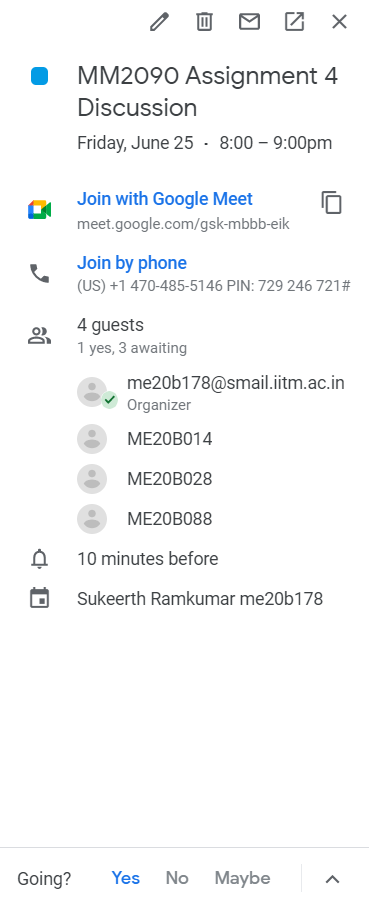 MM2090 Assignment 4
Discussion
Friday, June 25 · 8:00 – 9:00pm
Join with Google Meet
meet.google.com/gsk-mbbb-eik
Join by phone
(US) +1 470-485-5146 PIN: 729 246 721#
4 guests
1 yes, 3 awaiting
me20b178@smail.iitm.ac.in
Organizer
ME20B014
ME20B028
ME20B088
10 minutes before
Sukeerth Ramkumar me20b178
Going? Yes No Maybe